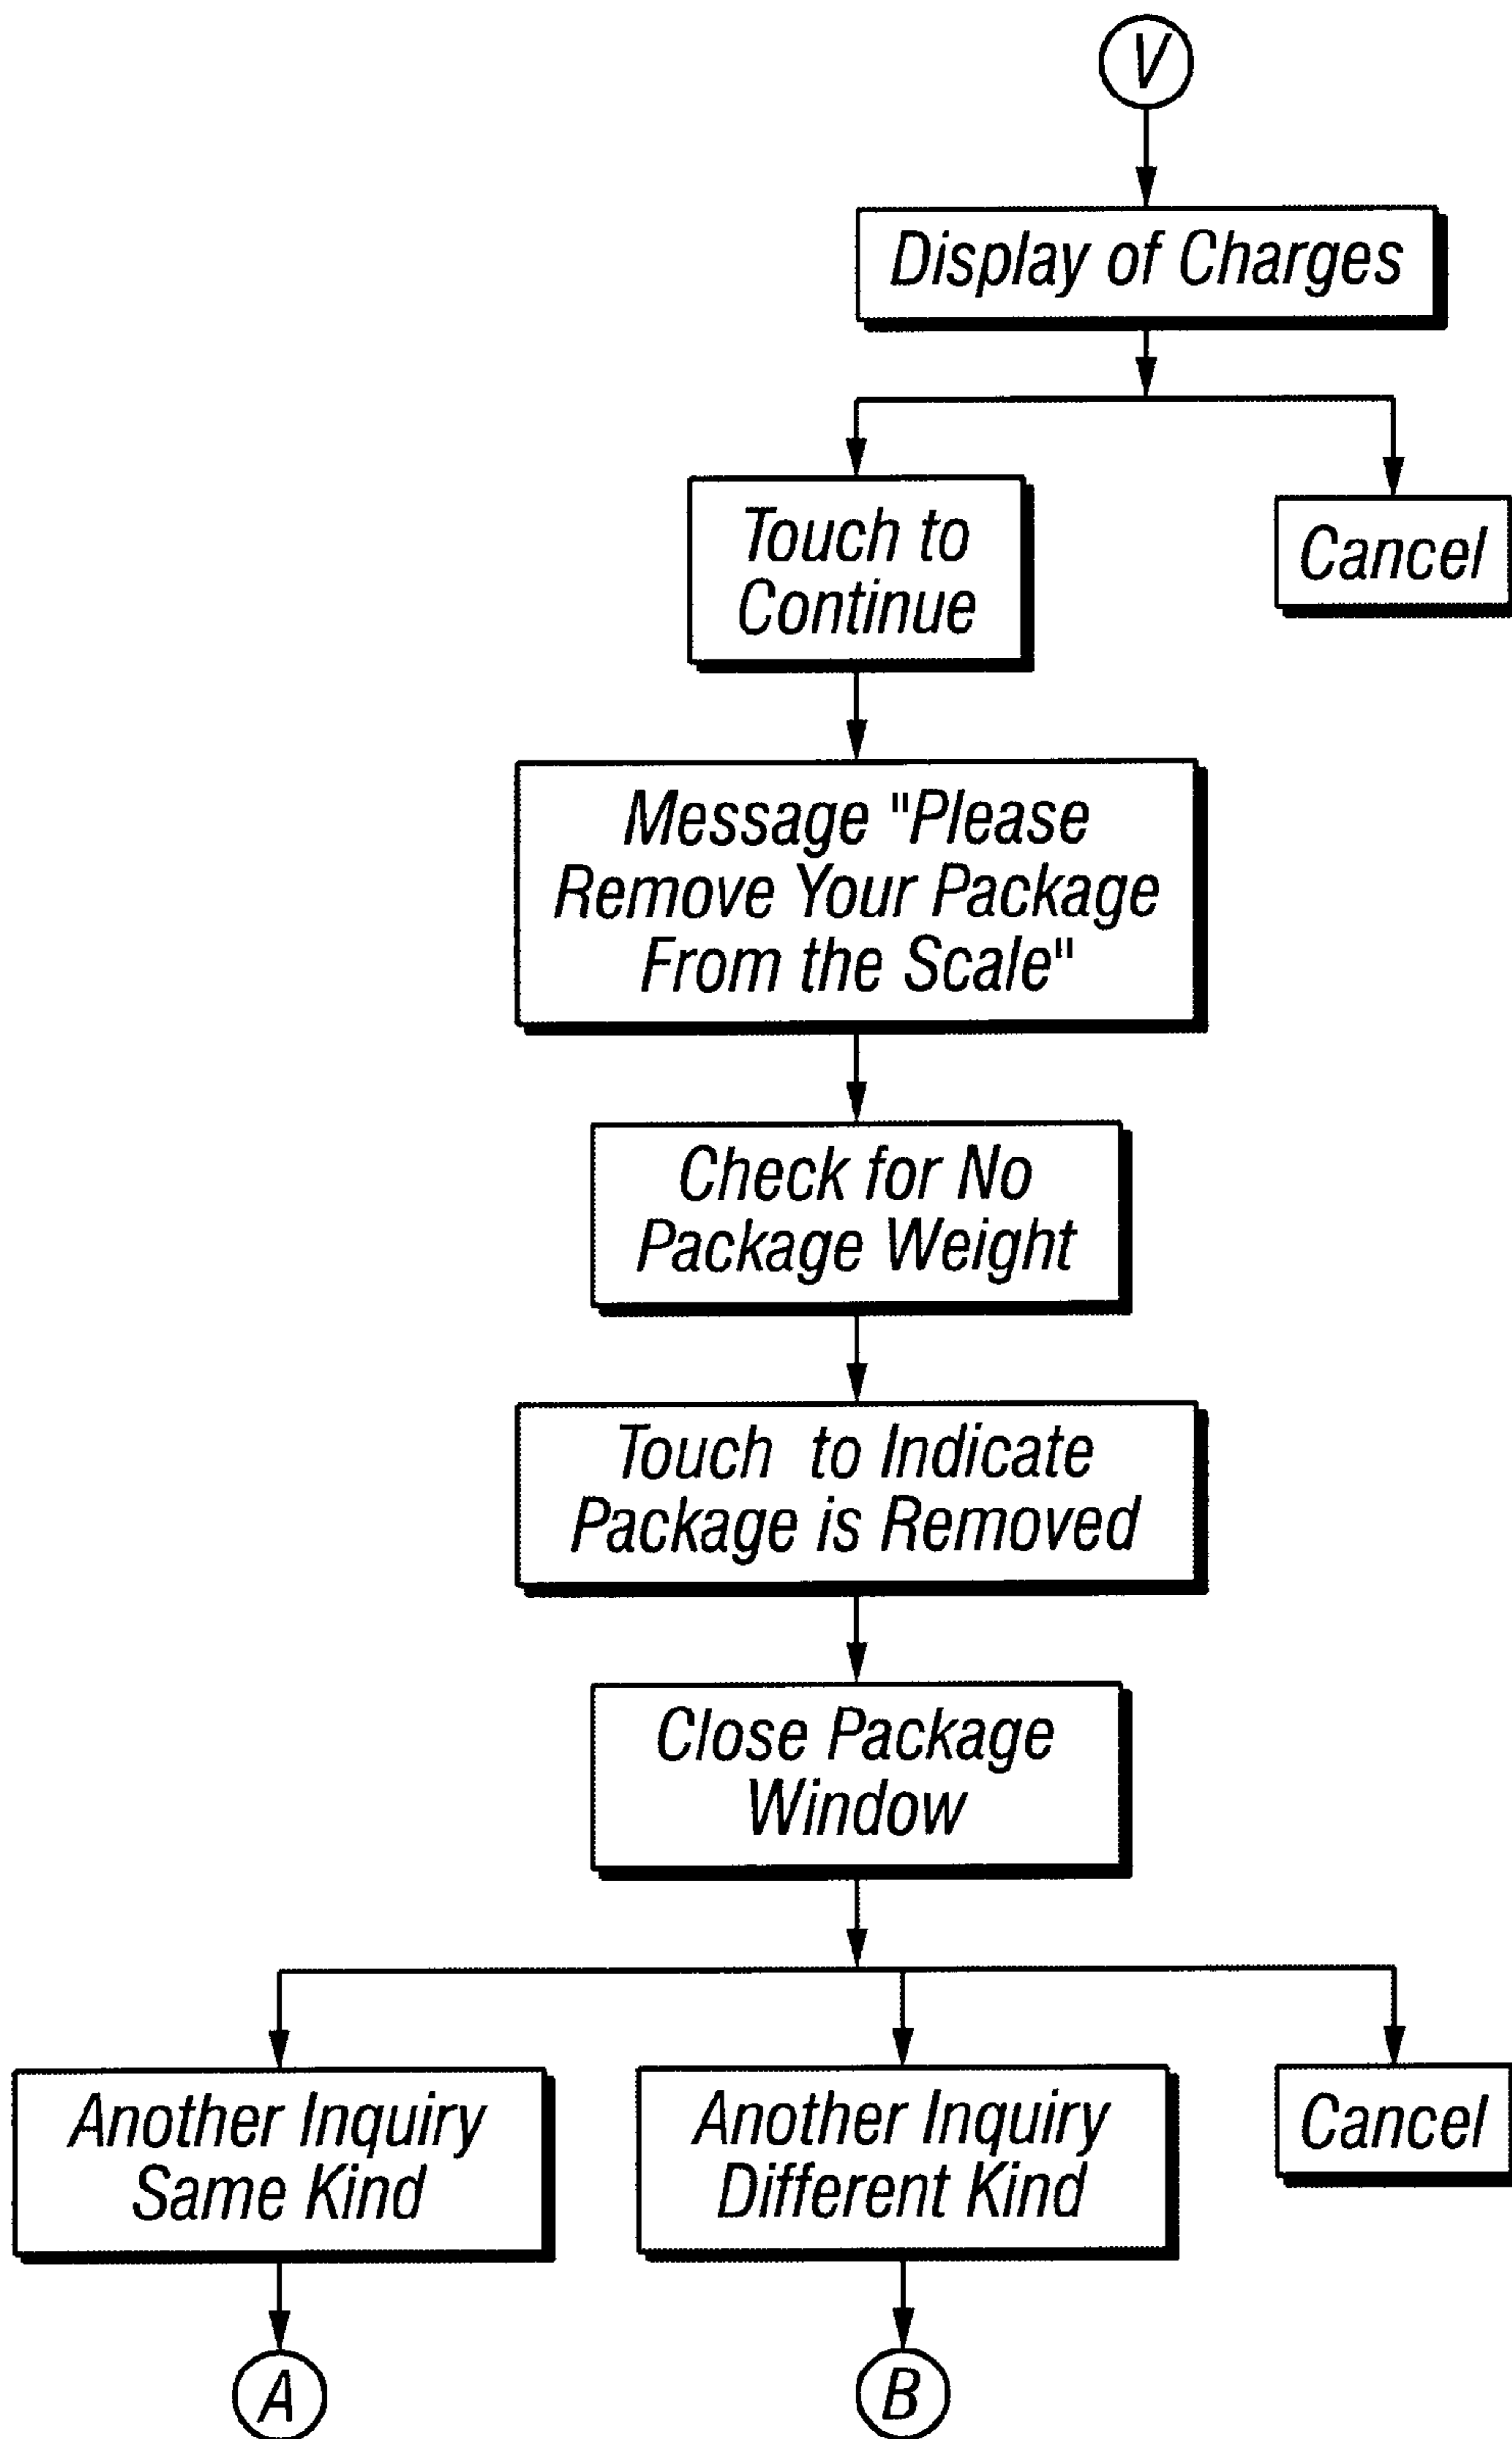 V
Display of Charges
Touch to
Continue
Cancel
Message "Please
Remove Your Package
From the Scale"
Check for No
Package Weight
Touch to Indicate
Package is Removed
Close Package
Window
Another Inquiry
Same Kind
Another Inquiry
Different Kind
Cancel
A
B